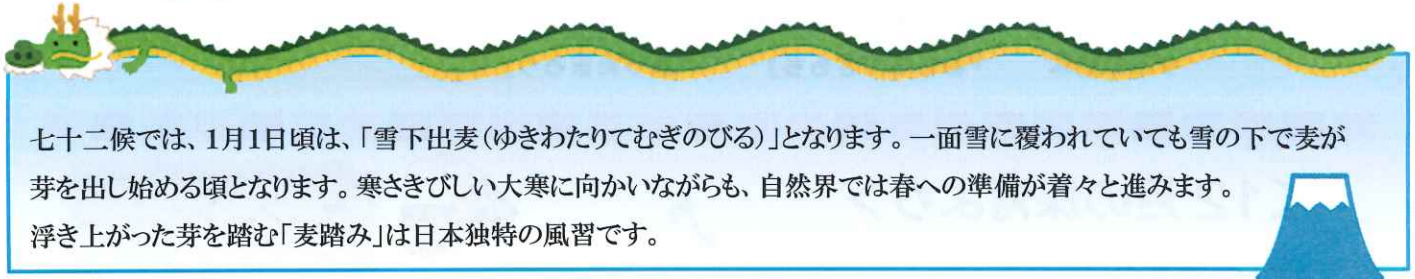 七十二候では、1月1日頃は、「雪下出麦(ゆきわたりてむぎのびる)」となります。一面雪に覆われていても雪の下で麦が
芽を出し始める頃となります。寒さきびしい大寒に向かいながらも、自然界では春への準備が着々と進みます。
浮き上がった芽を踏む「麦踏み」は日本独特の風習です。